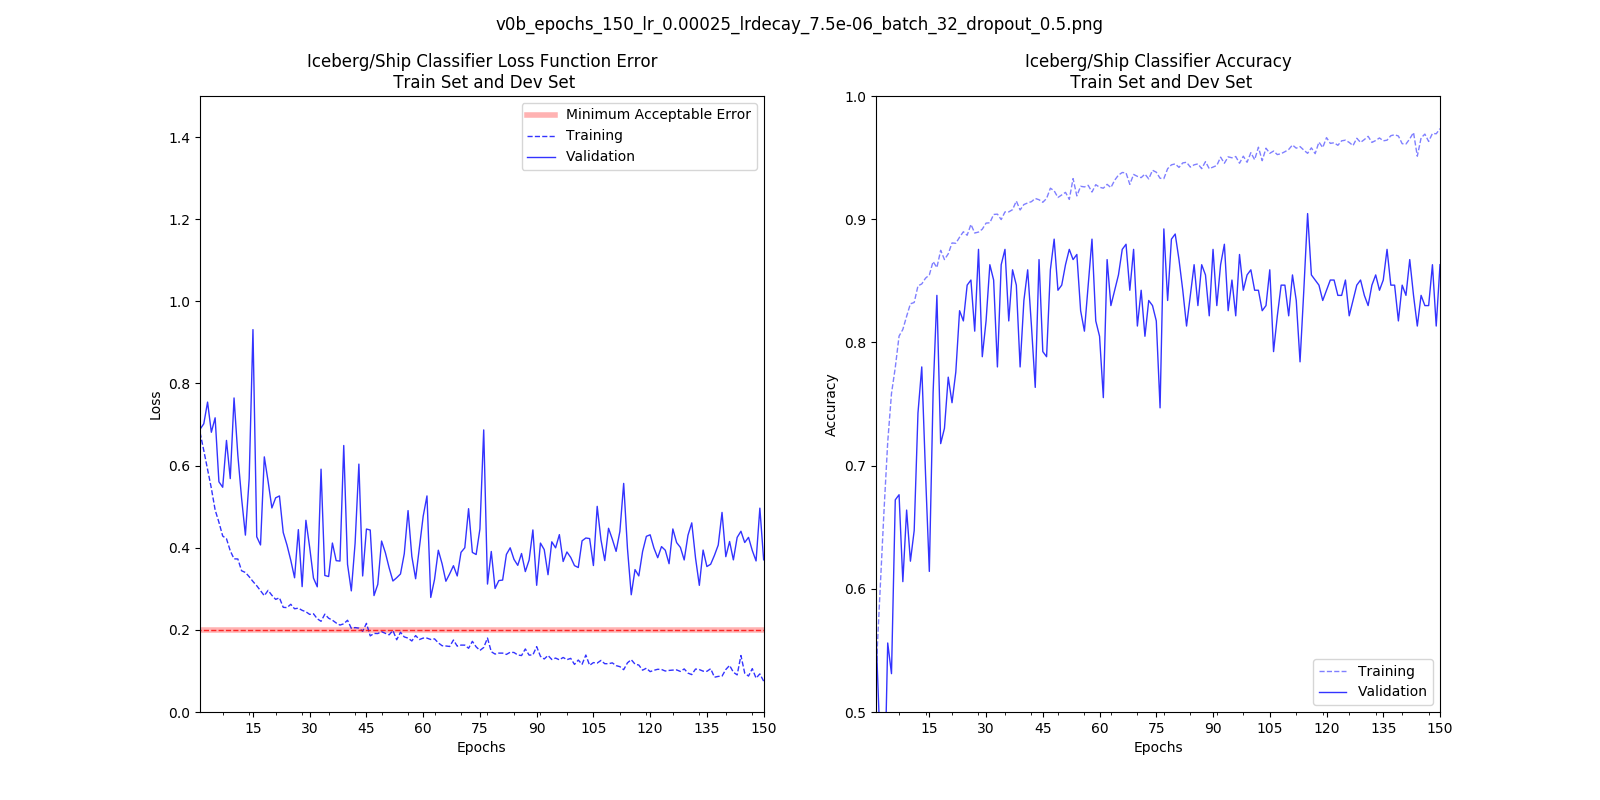 v0b_epochs_150_lr_0.00025_lrdecay_7.5e-06_batch_32_dropout_0.5.png
Iceberg/Ship Classifier Loss Function Error
Train Set and Dev Set
Minimum Acceptable Error
Training
Validation
1.4
1.2
1.0
0.8
0.6
0.4
0.2
0.0
Loss
15 30 45 60 75 90 105 120 135 150
Epochs
Iceberg/Ship Classifier Accuracy
Train Set and Dev Set
1.0
0.9
0.8
0.7
0.6
0.5
Accuracy
Training
Validation
15 30 45 60 75 90 105 120 135 150
Epochs